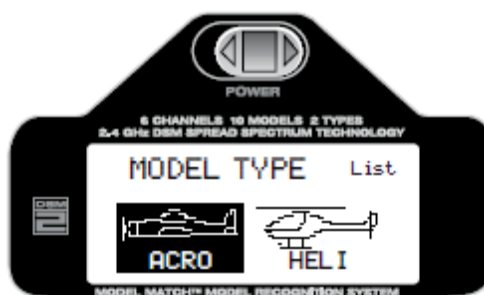 POWER
6 CHANNELS 10 MODELS 2 TYPES
2.4 GHz DSM SPREAD SPECTRUM TECHNOLOGY
MODEL TYPE List
DSM
2
ACRO HELI
MODEL MATCH™ MODEL RECOGNITION SYSTEM